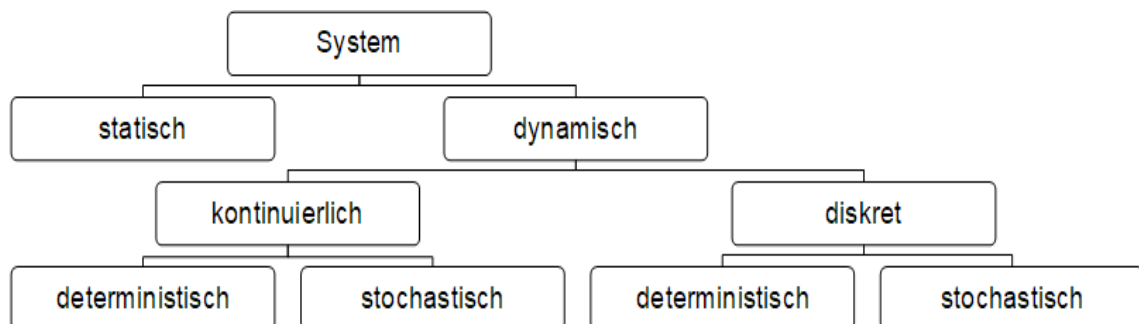 System
statisch
dynamisch
kontinuierlich
diskret
deterministisch
stochastisch
deterministisch
stochastisch